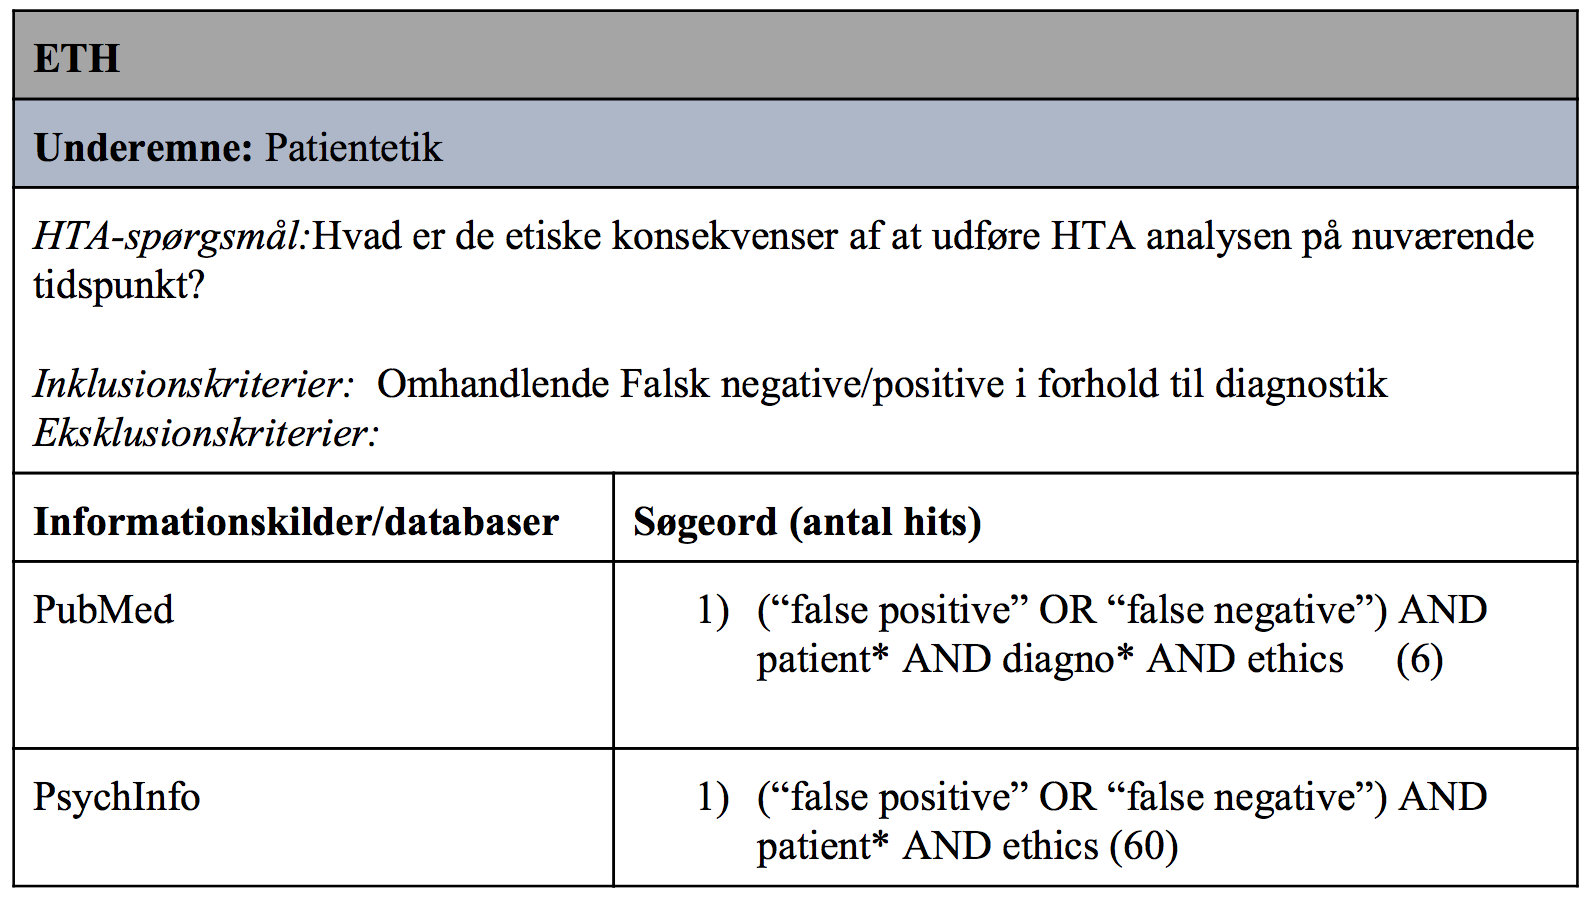 ETH
Underemne: Patientetik
HTA-spørgsmål:Hvad er de etiske konsekvenser af at udføre HTA analysen på nuværende
tidspunkt?
Inklusionskriterier: Omhandlende Falsk negative/positive i forhold til diagnostik
Eksklusionskriterier:
Informationskilder/databaser
Søgeord (antal hits)
PubMed
1) (“false positive” OR “false negative”) AND
patient* AND diagno* AND ethics (6)
PsychInfo
1) (“false positive” OR “false negative”) AND
patient* AND ethics (60)